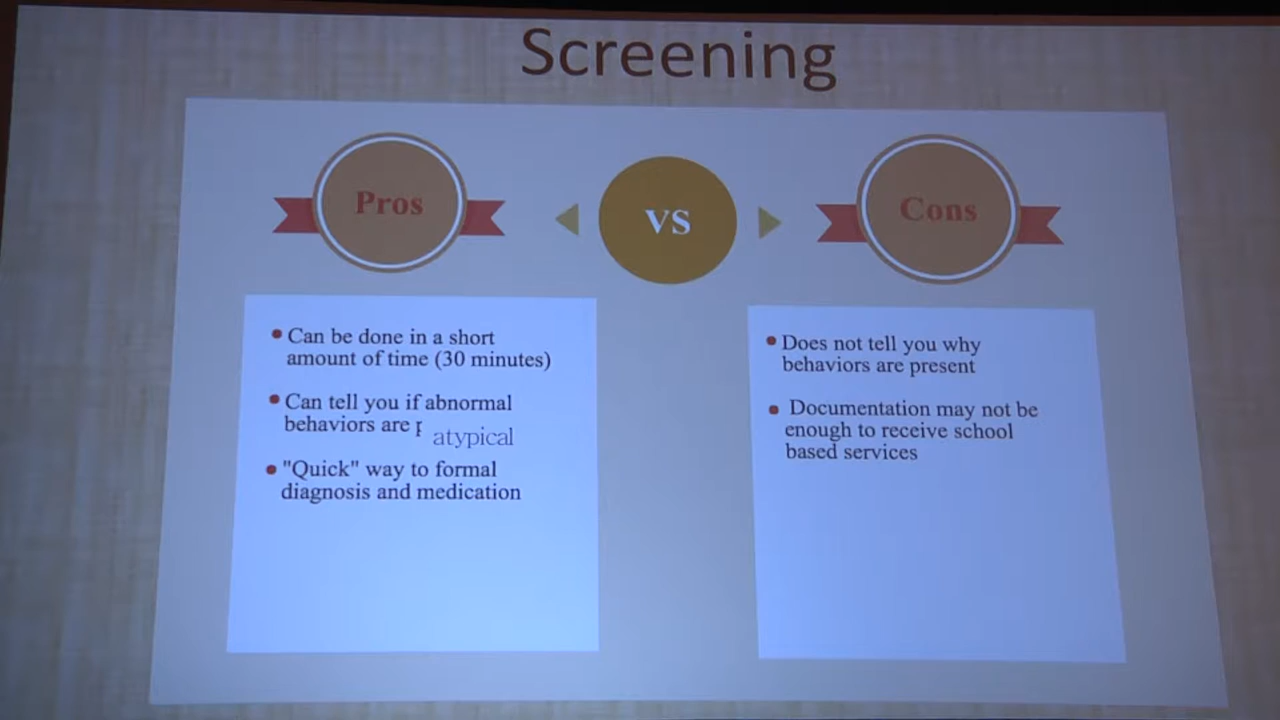 Screening
Pros
VS
Cons
Can be done in a short
amount of time (30 minutes)
Can tell you if abnormal
behaviors are
atypical
"Quick" way to formal
diagnosis and medication
Does not tell you why
behaviors are present
Documentation may not be
enough to receive school
based services